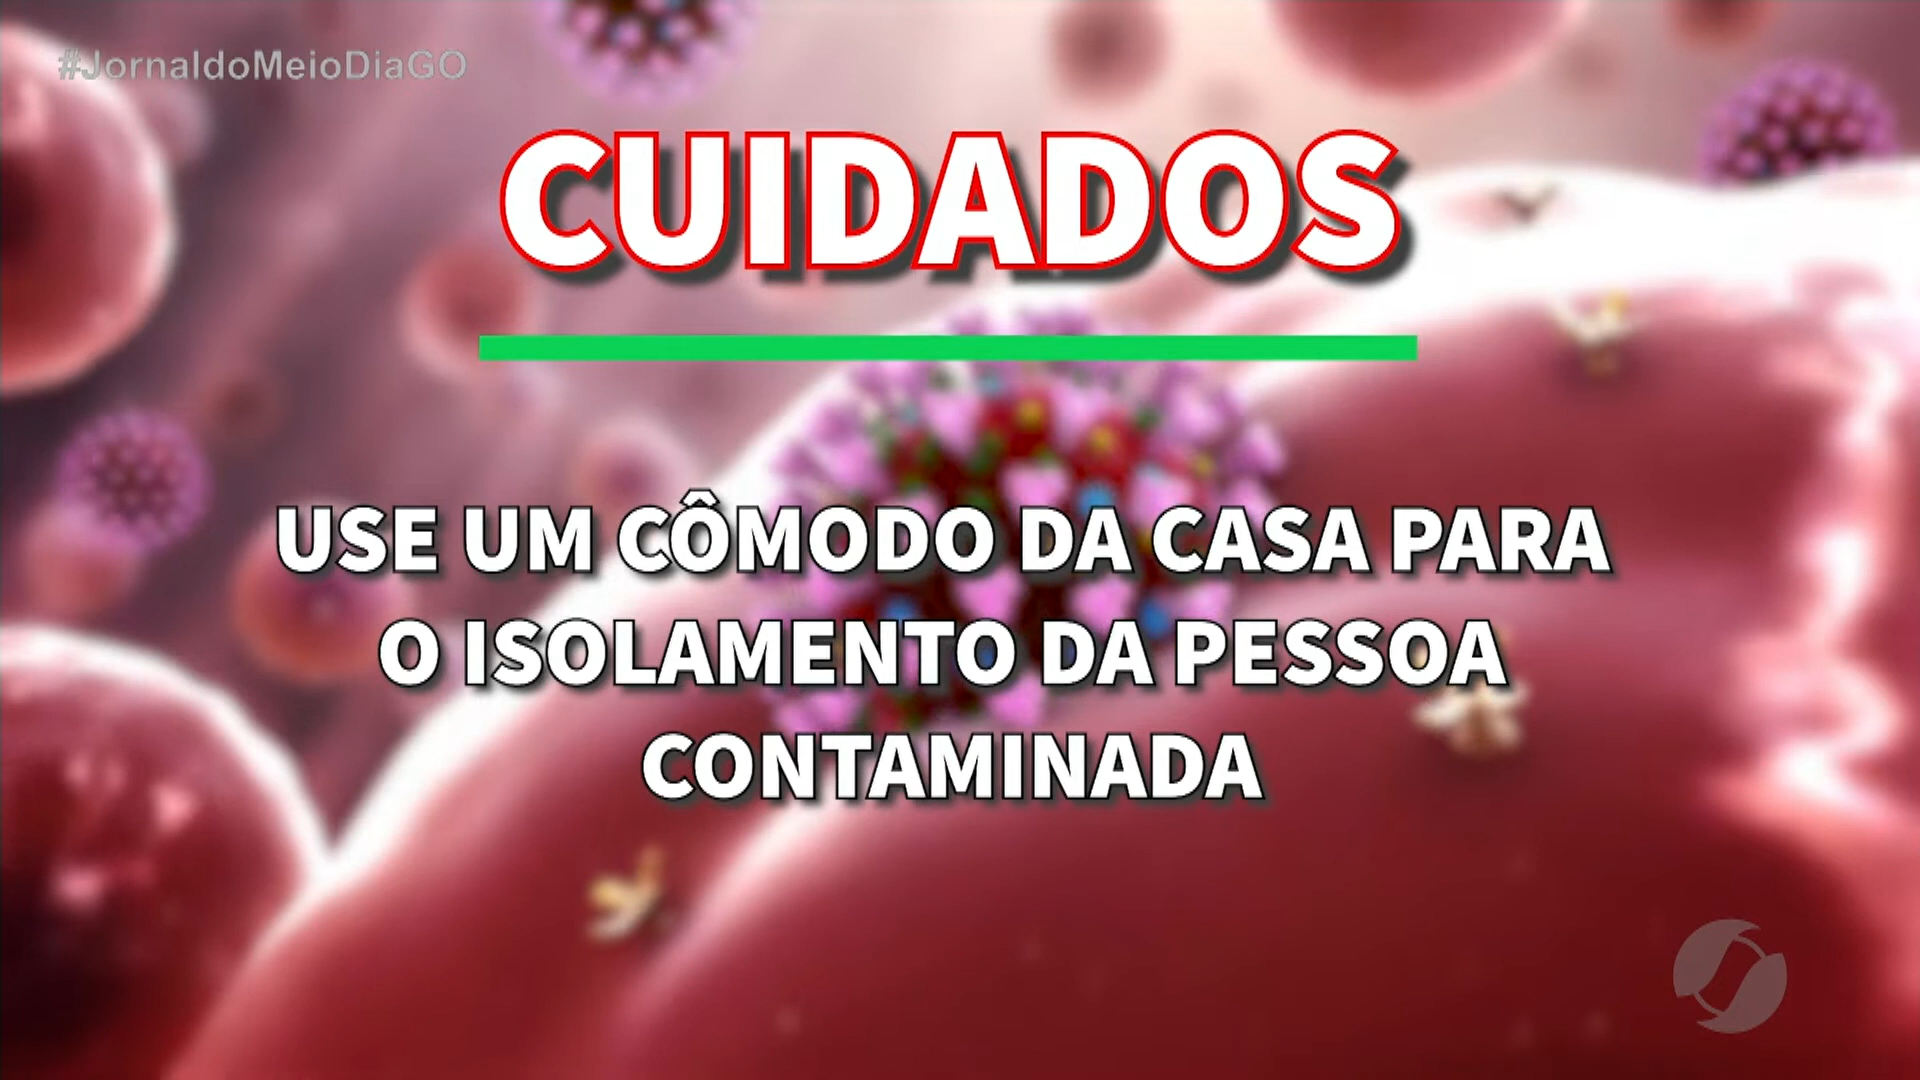 #JornaldoMeioDiaGO
CUIDADOS
USE UM CÔMODO DA CASA PARA
O ISOLAMENTO DA PESSOA
CONTAMINADA